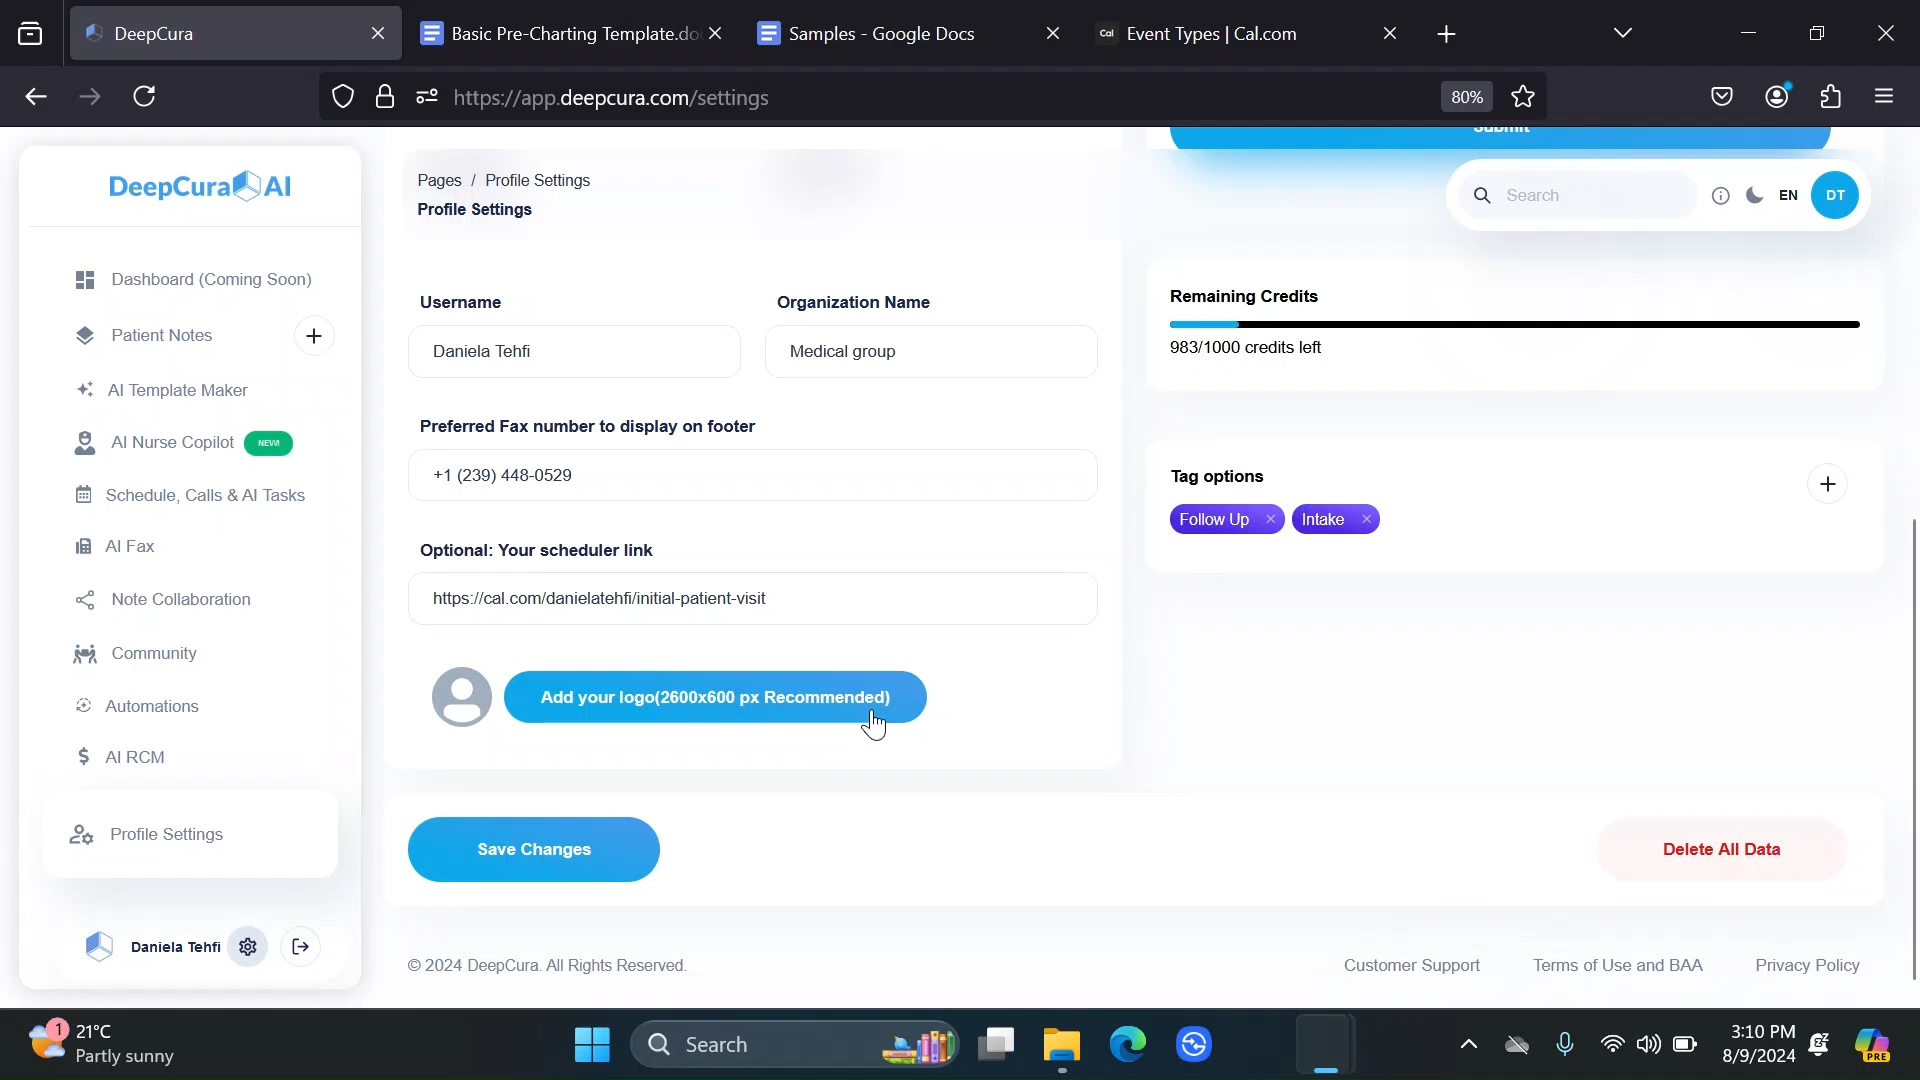 DeepCura
Basic Pre-Charting Template.do
Samples - Google Docs
Cal
Event Types | Cal.com
https://app.deepcura.com/settings
80%
DeepCura AI
Pages / Profile Settings
Profile Settings
Submit
Search
EN
DT
Dashboard (Coming Soon)
Patient Notes
AI Template Maker
AI Nurse Copilot
NEW!
Schedule, Calls & AI Tasks
AI Fax
Note Collaboration
Community
Automations
AI RCM
Profile Settings
Daniela Tehfi
Username
Organization Name
Daniela Tehfi
Medical group
Preferred Fax number to display on footer
+1 (239) 448-0529
Optional: Your scheduler link
https://cal.com/danielatehfi/initial-patient-visit
Add your logo(2600x600 px Recommended)
Remaining Credits
983/1000 credits left
Tag options
Follow Up ×
Intake ×
Save Changes
Delete All Data
© 2024 DeepCura. All Rights Reserved.
Customer Support
Terms of Use and BAA
Privacy Policy
1
21°C
Partly sunny
Search
3:10 PM
8/9/2024
PRE